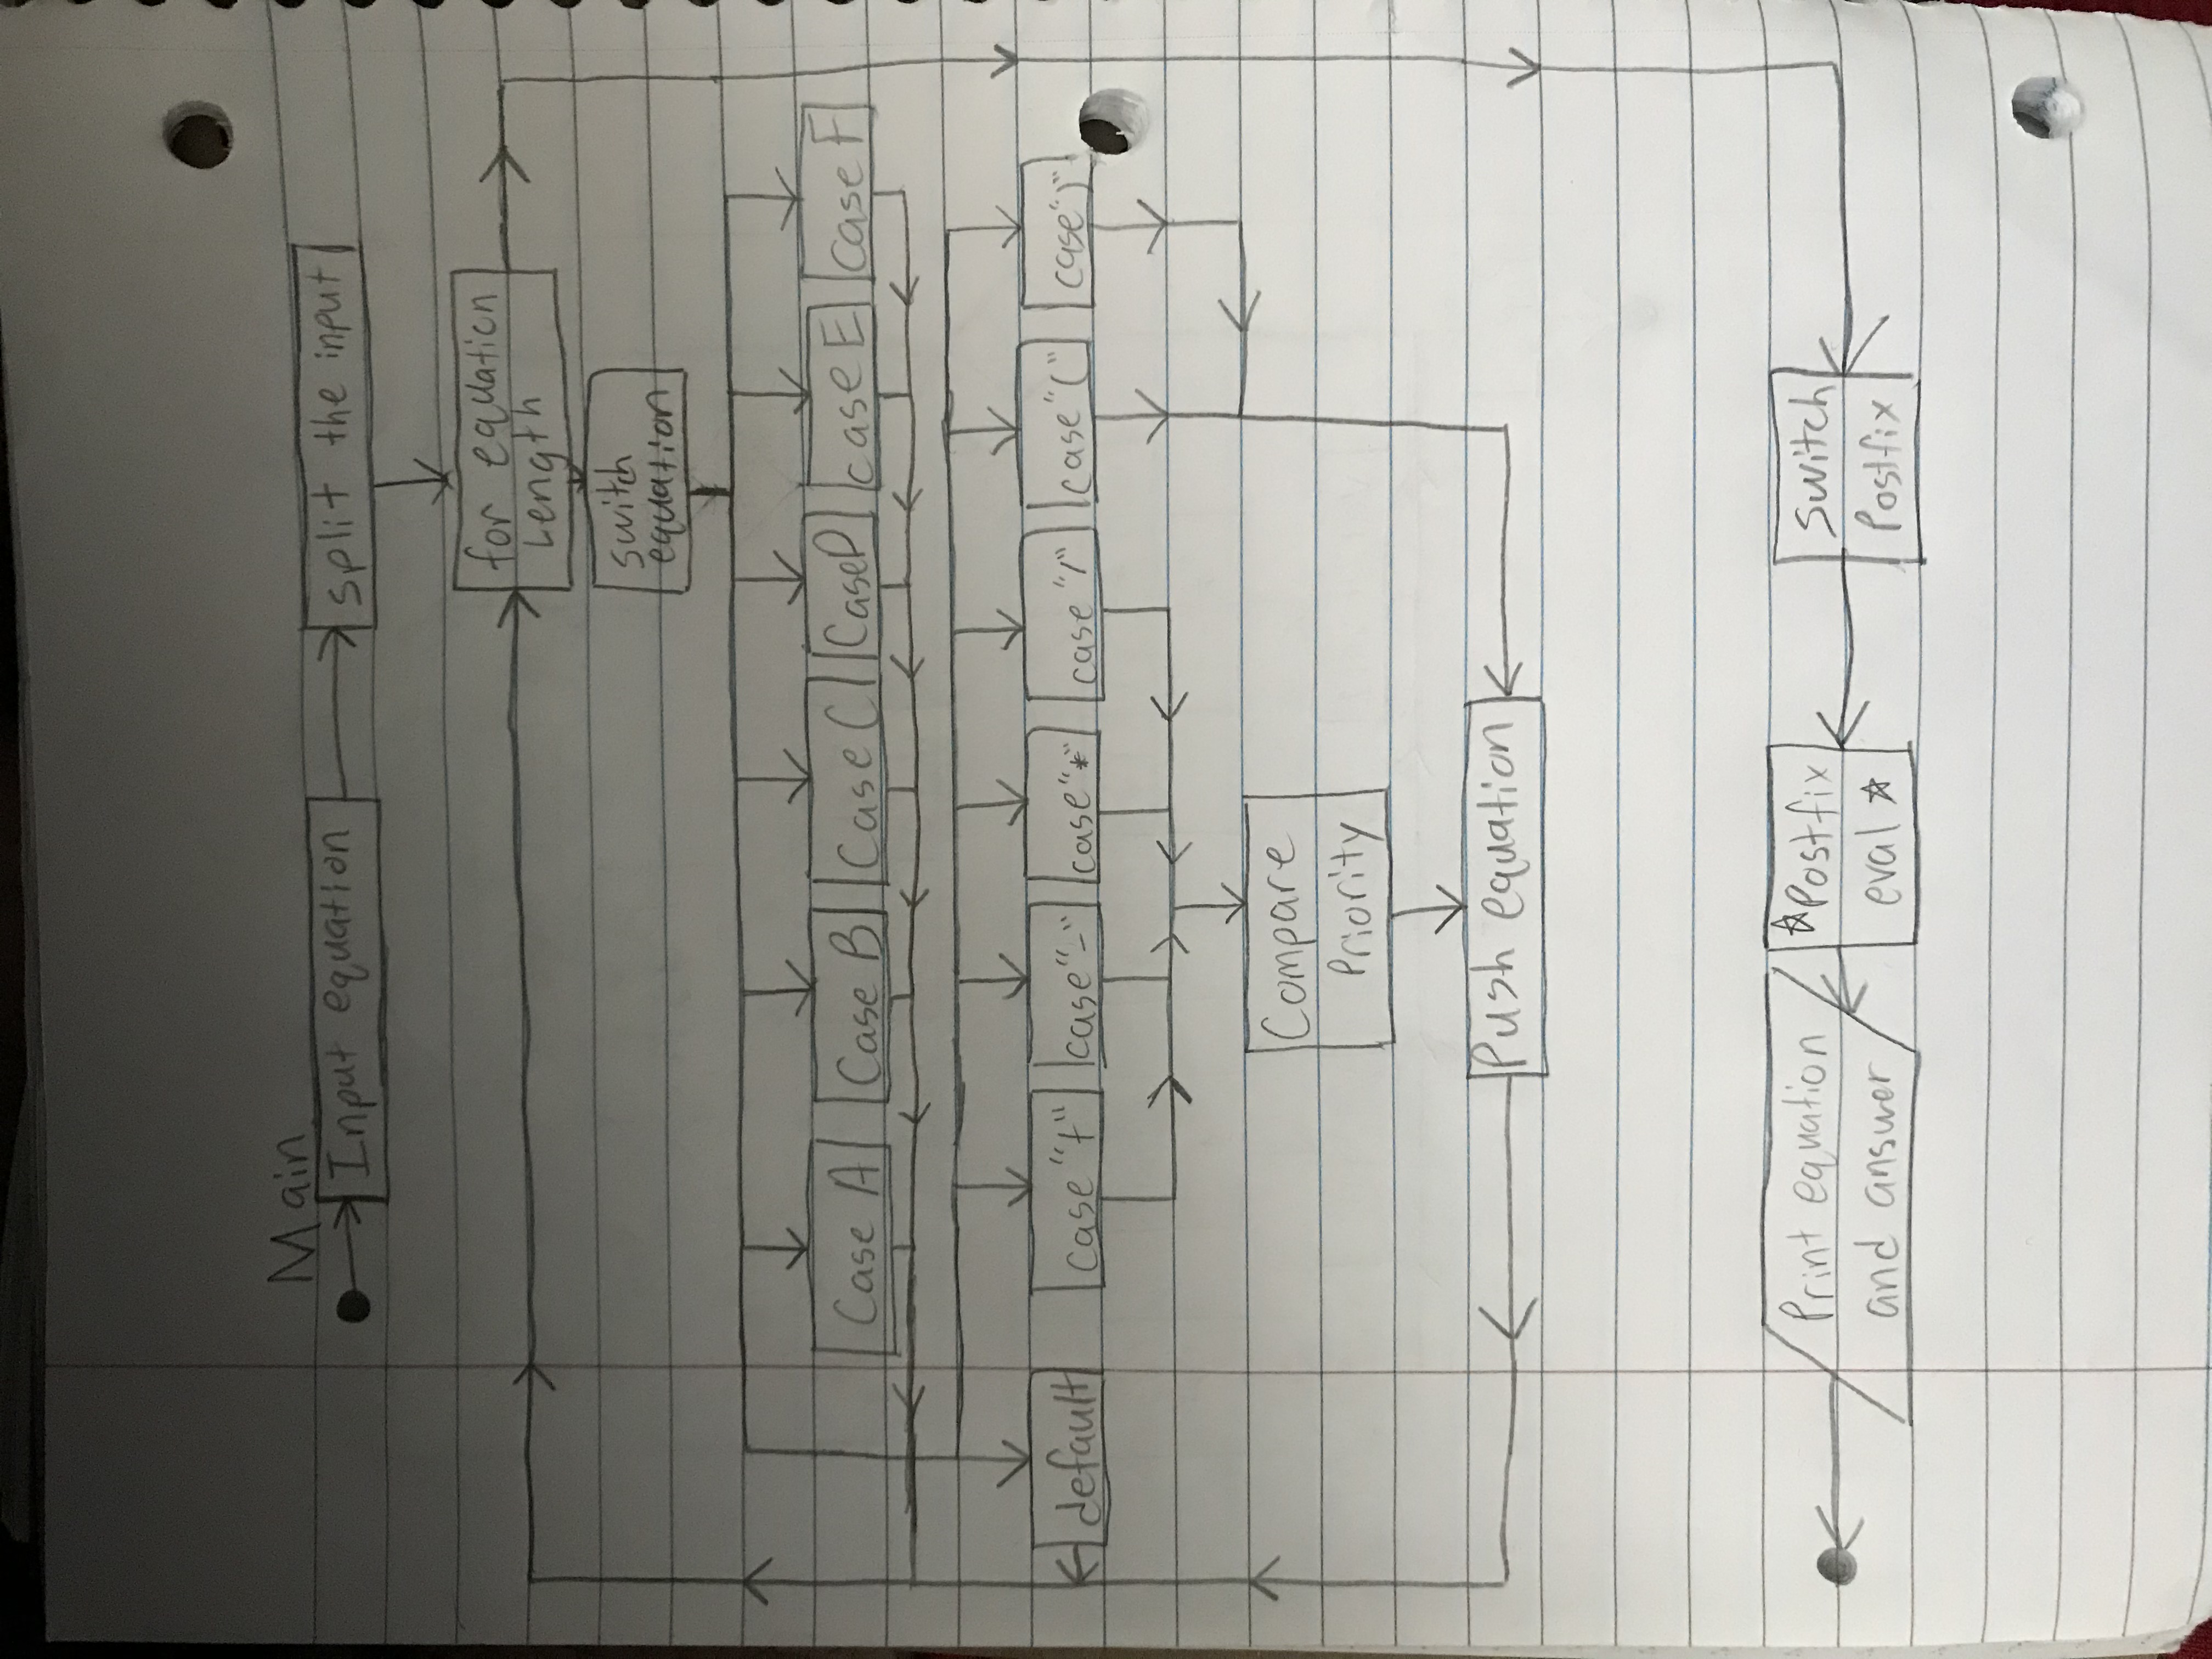 Main
Input equation
split the input
for equation
Length
switch
equation
Case A
Case B
Case C
Case D
case E
case F
default
case "+"
case "-"
case "*"
case "/"
case "("
case ")"
Compare
Priority
Push equation
Print equation
and answer
☆Postfix
eval ☆
Switch
Postfix